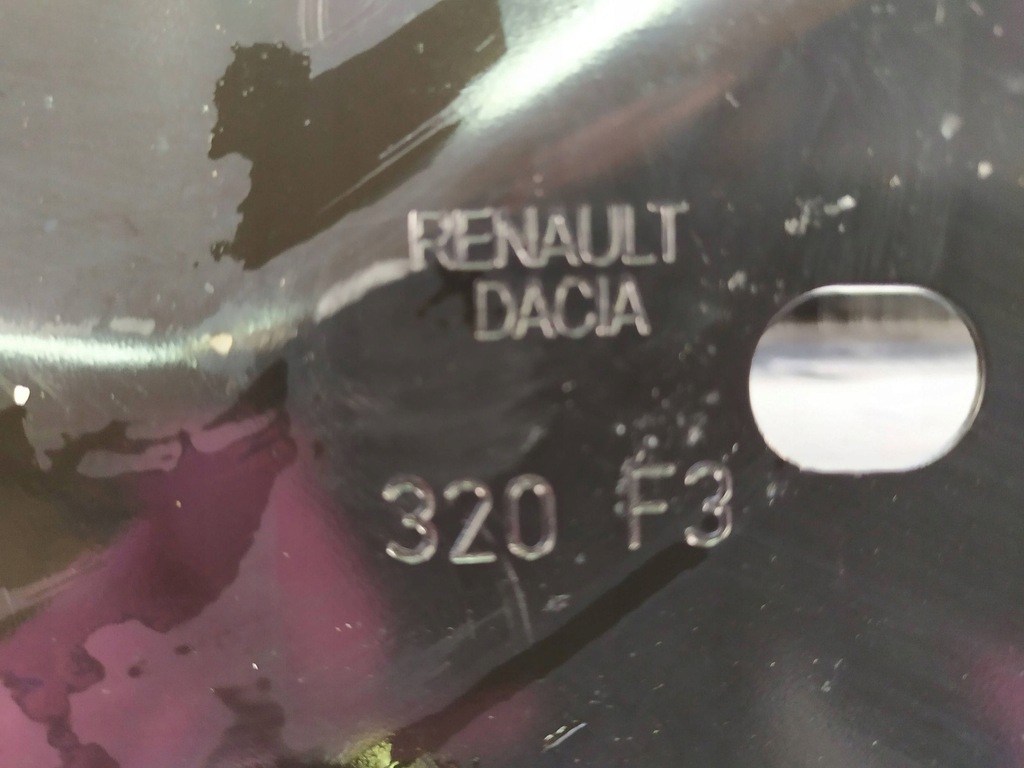 RENAULT
DACIA
320 F3